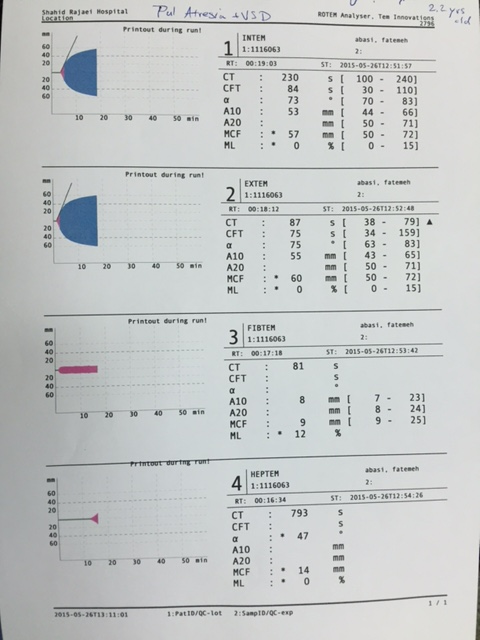 Shahid Rajaei Hospital
Location
Pul Atresia + VSD
2.2 yrs old
ROTEM Analyser, Tem Innovations
2796
Printout during run!
1 INTEM
1:1116063
abasi, fatemeh
2:
RT: 00:19:03 ST: 2015-05-26T12:51:57
CT : 230 s [ 100 - 240]
CFT : 84 s [ 30 - 110]
α : 73 ° [ 70 - 83]
A10 : 53 mm [ 44 - 66]
A20 : mm [ 50 - 71]
MCF : * 57 mm [ 50 - 72]
ML : * 0 % [ 0 - 15]
mm
60
40
20
20
40
60
10 20 30 40 50 min
Printout during run!
2 EXTEM
1:1116063
abasi, fatemeh
2:
RT: 00:18:12 ST: 2015-05-26T12:52:48
CT : 87 s [ 38 - 79] ▲
CFT : 75 s [ 34 - 159]
α : 75 ° [ 63 - 83]
A10 : 55 mm [ 43 - 65]
A20 : mm [ 50 - 71]
MCF : * 60 mm [ 50 - 72]
ML : * 0 % [ 0 - 15]
mm
60
40
20
20
40
60
10 20 30 40 50 min
Printout during run!
3 FIBTEM
1:1116063
abasi, fatemeh
2:
RT: 00:17:18 ST: 2015-05-26T12:53:42
CT : 81 s
CFT : s
α : °
A10 : 8 mm [ 7 - 23]
A20 : mm [ 8 - 24]
MCF : 9 mm [ 9 - 25]
ML : * 12 %
mm
60
40
20
20
40
60
10 20 30 40 50 min
Printout during run!
4 HEPTEM
1:1116063
abasi, fatemeh
2:
RT: 00:16:34 ST: 2015-05-26T12:54:26
CT : 793 s
CFT : s
α : * 47 °
A10 : mm
A20 : mm
MCF : * 14 mm
ML : * 0 %
mm
60
40
20
20
40
60
10 20 30 40 50 min
2015-05-26T13:11:01 1:PatID/QC-lot 2:SampID/QC-exp 1 / 1